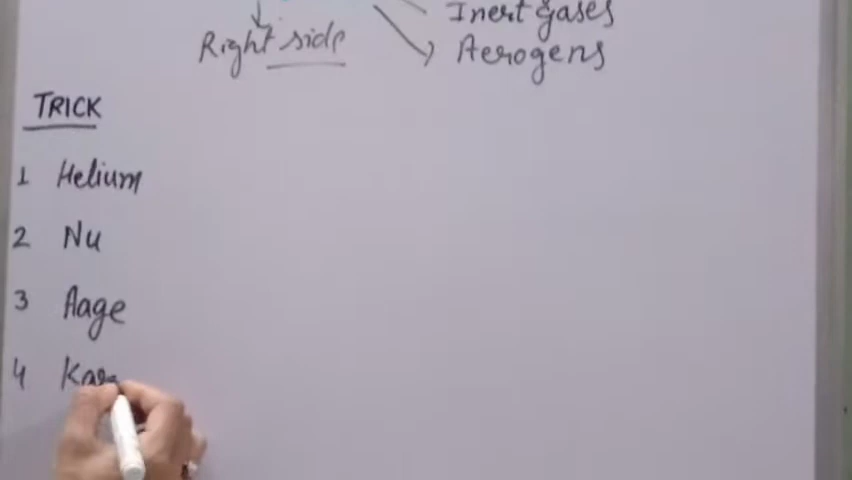 Inert gases
Right side
Aerogens
TRICK
1 Helium
2 Nu
3 Aage
4